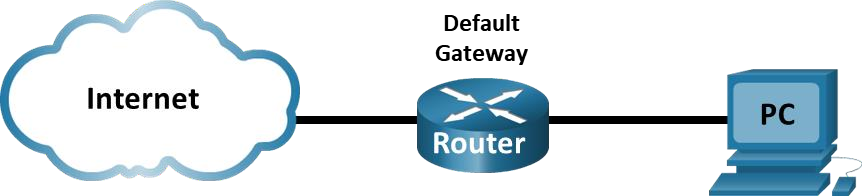 Internet
Default
Gateway
Router
PC